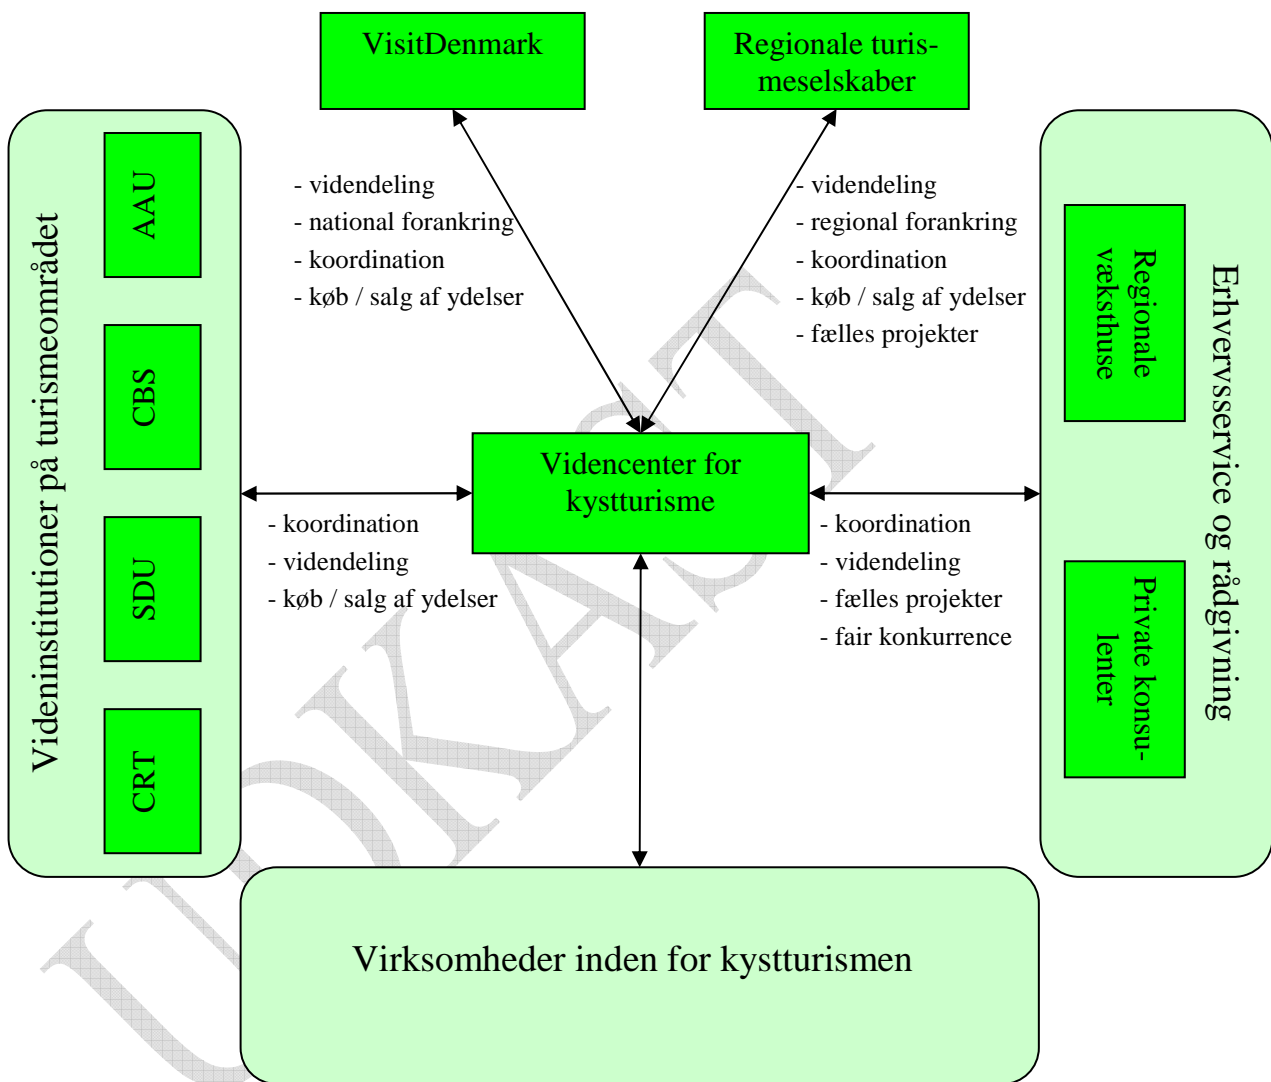 VisitDenmark
Regionale turis-
meselskaber
Videninstitutioner på turismeområdet
AAU
CBS
SDU
CRT
- videndeling
- national forankring
- koordination
- køb / salg af ydelser
- videndeling
- regional forankring
- koordination
- køb / salg af ydelser
- fælles projekter
Videncenter for
kystturisme
- koordination
- videndeling
- køb / salg af ydelser
- koordination
- videndeling
- fælles projekter
- fair konkurrence
Erhvervsservice og rådgivning
Regionale
væksthuse
Private konsu-
lenter
Virksomheder inden for kystturismen
UDKAST